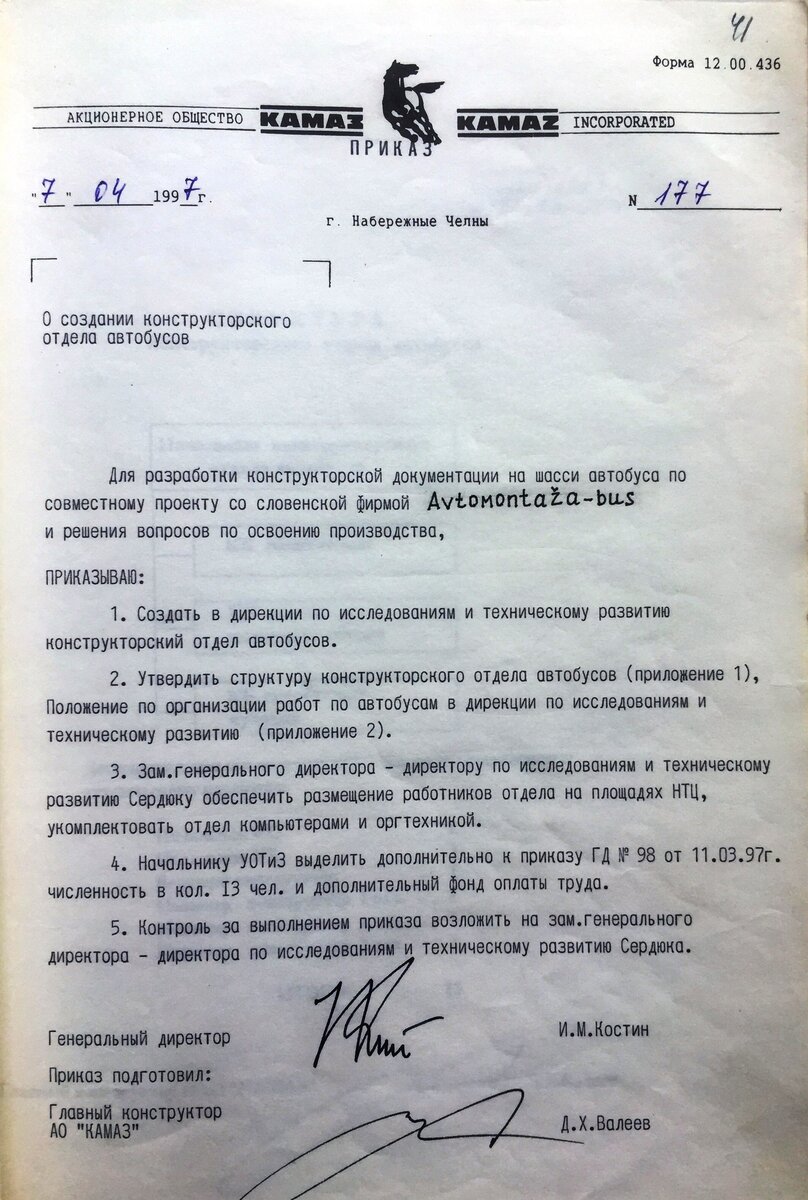 41
Форма 12.00.436
АКЦИОНЕРНОЕ ОБЩЕСТВО КАМАЗ KAMAZ INCORPORATED
ПРИКАЗ
"7" 04 1997г. N 177
г. Набережные Челны
О создании конструкторского
отдела автобусов
Для разработки конструкторской документации на шасси автобуса по
совместному проекту со словенской фирмой Avtomontaža-bus
и решения вопросов по освоению производства,
ПРИКАЗЫВАЮ:
1. Создать в дирекции по исследованиям и техническому развитию
конструкторский отдел автобусов.
2. Утвердить структуру конструкторского отдела автобусов (приложение 1),
Положение по организации работ по автобусам в дирекции по исследованиям и
техническому развитию (приложение 2).
3. Зам.генерального директора - директору по исследованиям и техническому
развитию Сердюку обеспечить размещение работников отдела на площадях НТЦ,
укомплектовать отдел компьютерами и оргтехникой.
4. Начальнику УОТиЗ выделить дополнительно к приказу ГД № 98 от 11.03.97г.
численность в кол. I3 чел. и дополнительный фонд оплаты труда.
5. Контроль за выполнением приказа возложить на зам.генерального
директора - директора по исследованиям и техническому развитию Сердюка.
Генеральный директор И.М.Костин
Приказ подготовил:
Главный конструктор
АО "КАМАЗ" Д.Х.Валеев